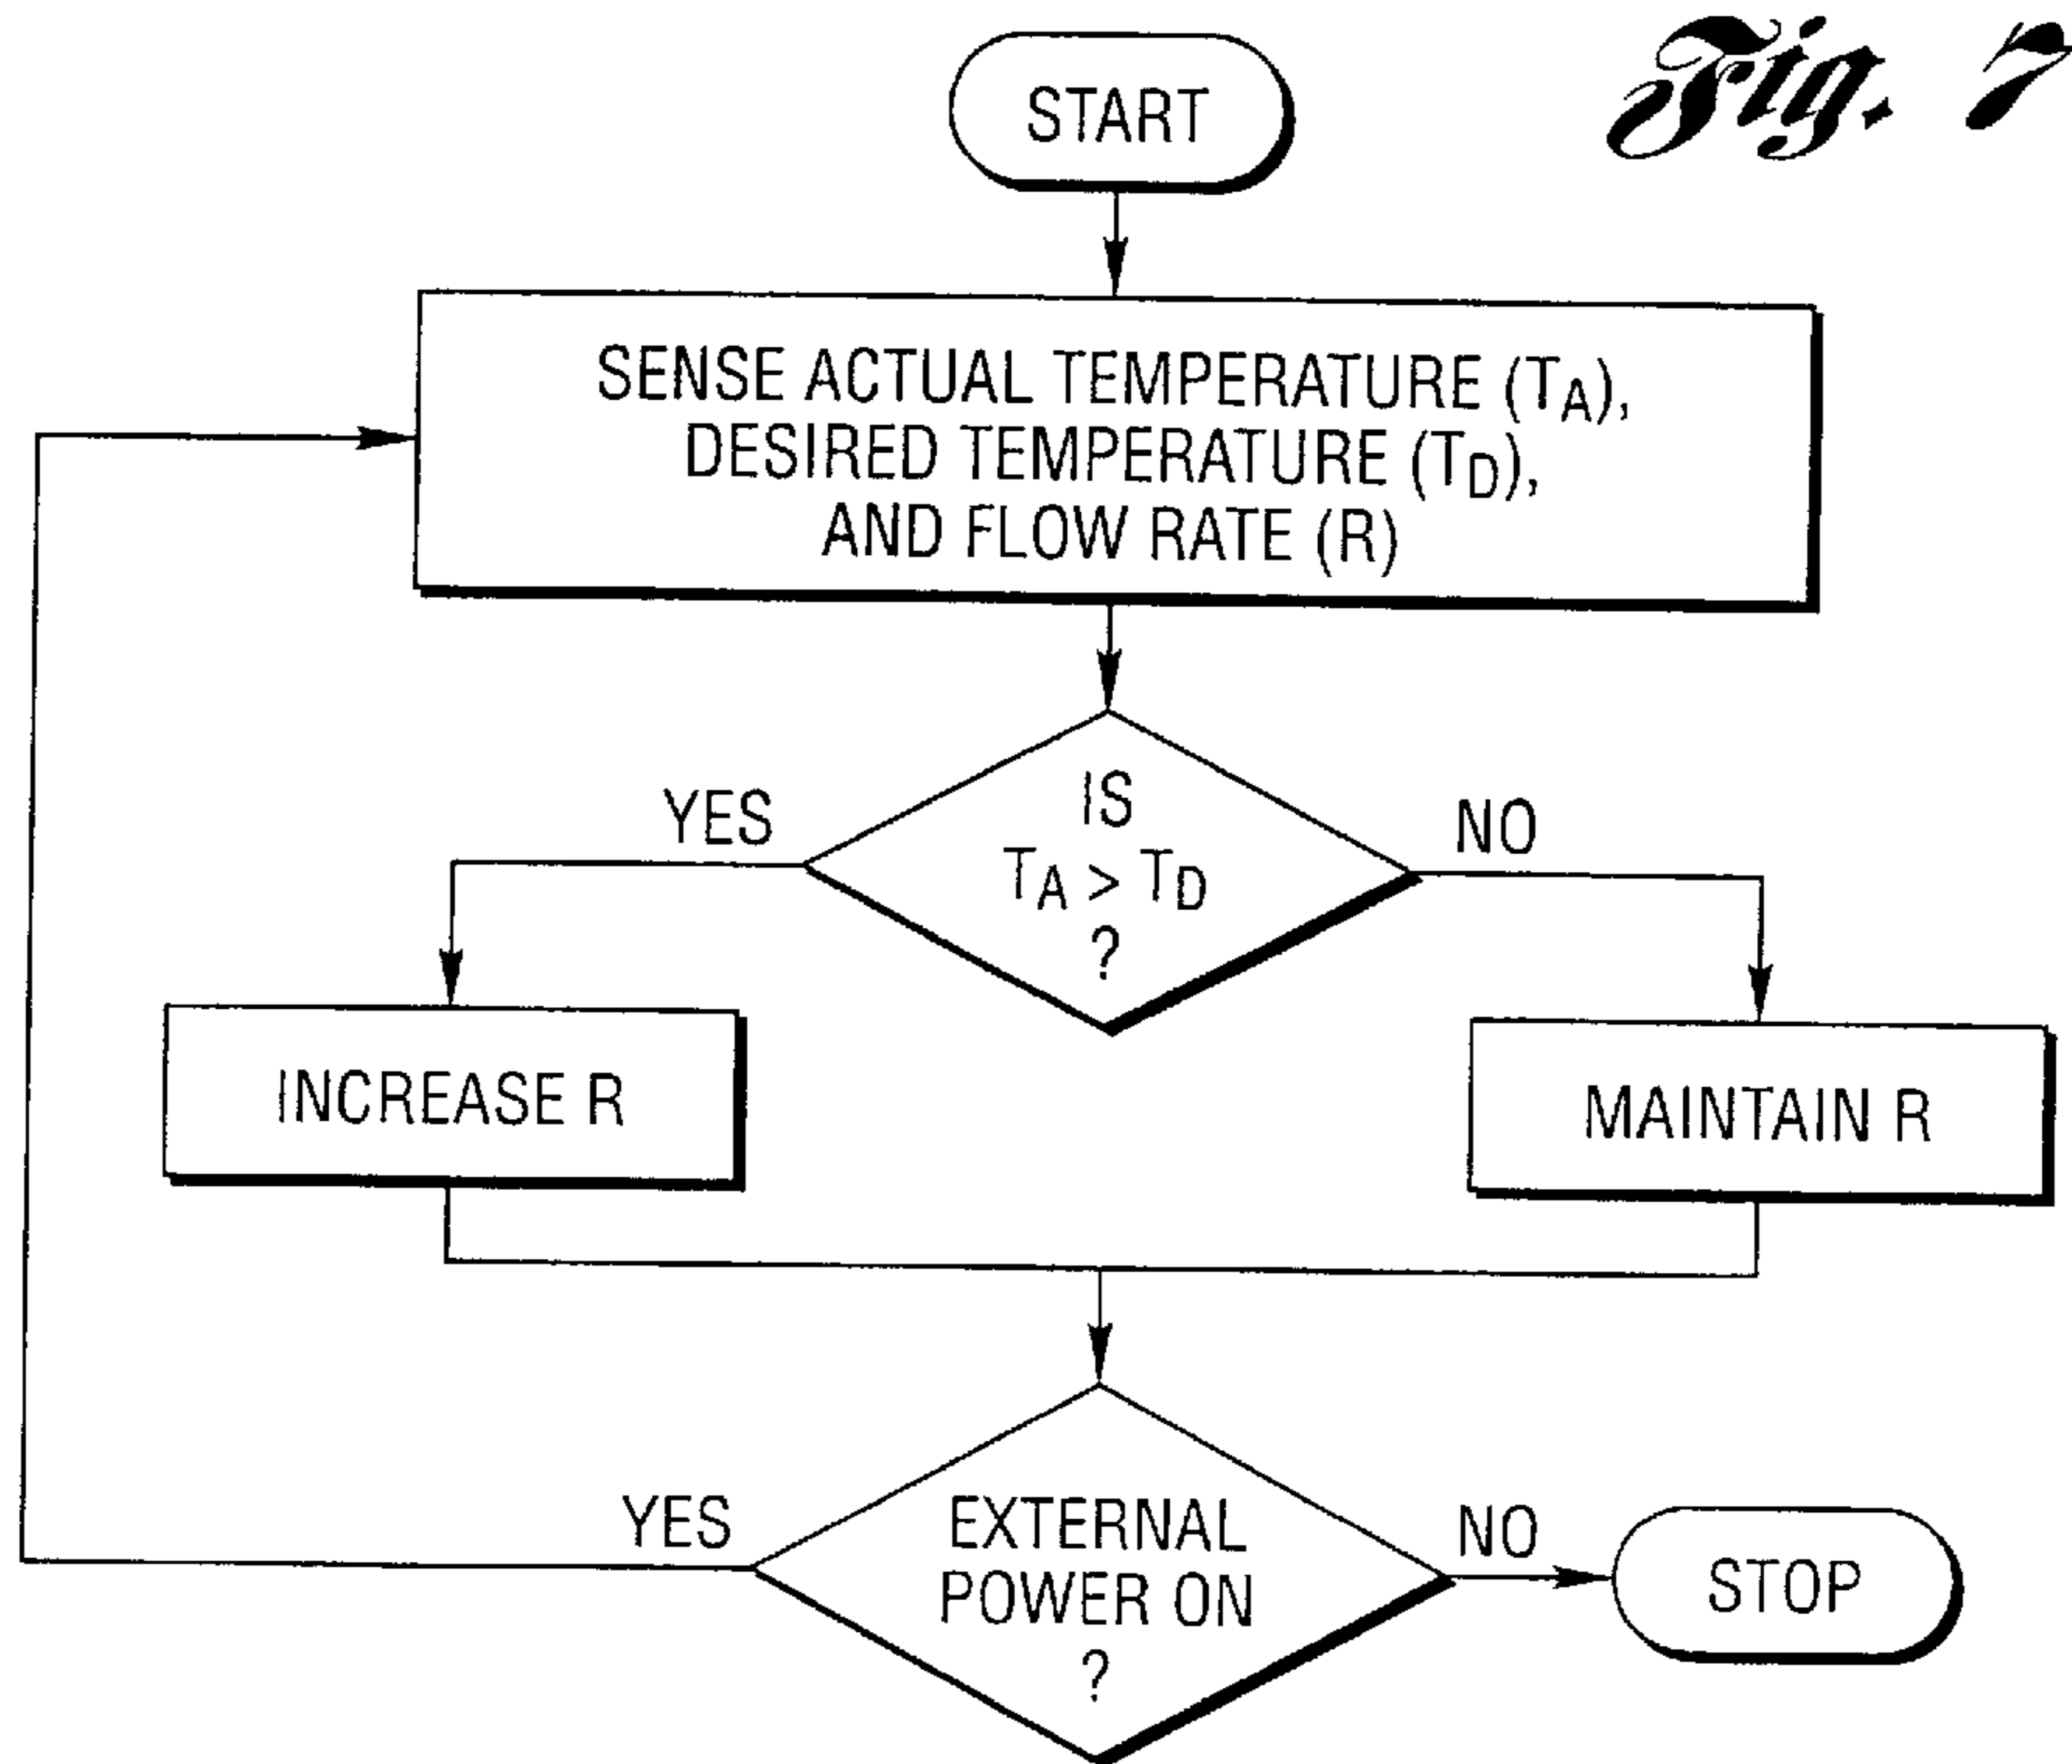 Fig. 7
START
SENSE ACTUAL TEMPERATURE (TA),
DESIRED TEMPERATURE (TD),
AND FLOW RATE (R)
IS
TA > TD
?
YES
NO
INCREASE R
MAINTAIN R
EXTERNAL
POWER ON
?
YES
NO
STOP